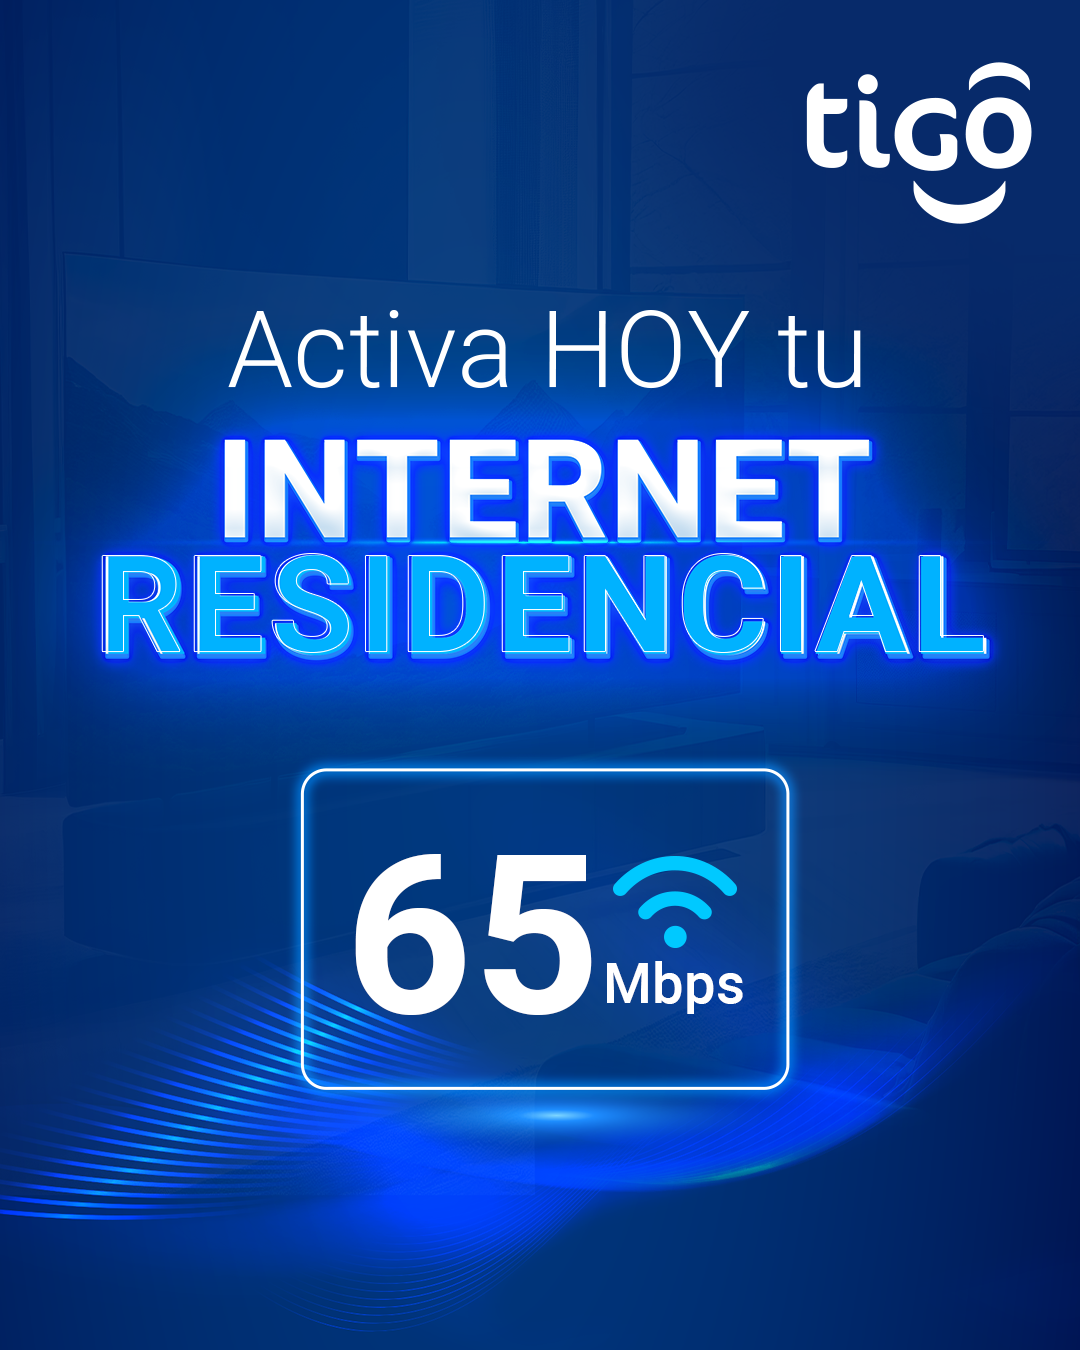 tigo
Activa HOY tu
INTERNET
RESIDENCIAL
65
Mbps